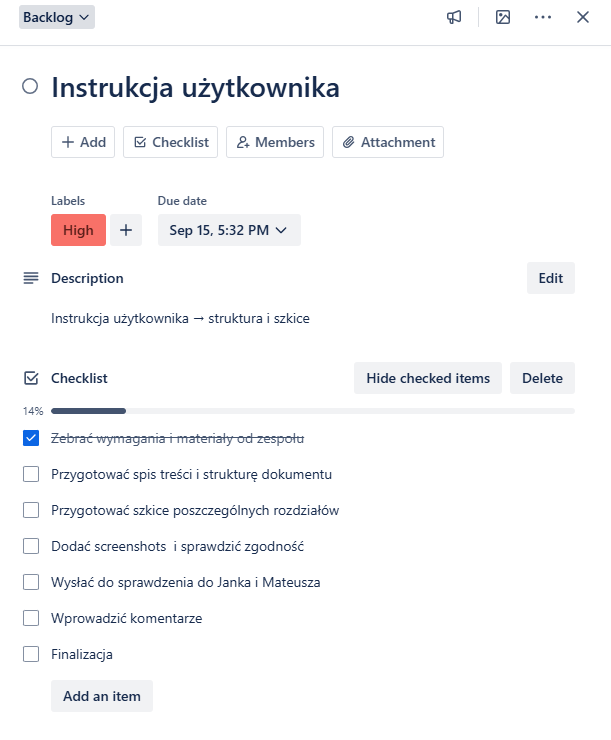 Backlog
Instrukcja użytkownika
Add Checklist Members Attachment
Labels Due date
High Sep 15, 5:32 PM
Description Edit
Instrukcja użytkownika → struktura i szkice
Checklist Hide checked items Delete
14%
Zebrać wymagania i materiały od zespołu
Przygotować spis treści i strukturę dokumentu
Przygotować szkice poszczególnych rozdziałów
Dodać screenshots  i sprawdzić zgodność
Wysłać do sprawdzenia do Janka i Mateusza
Wprowadzić komentarze
Finalizacja
Add an item